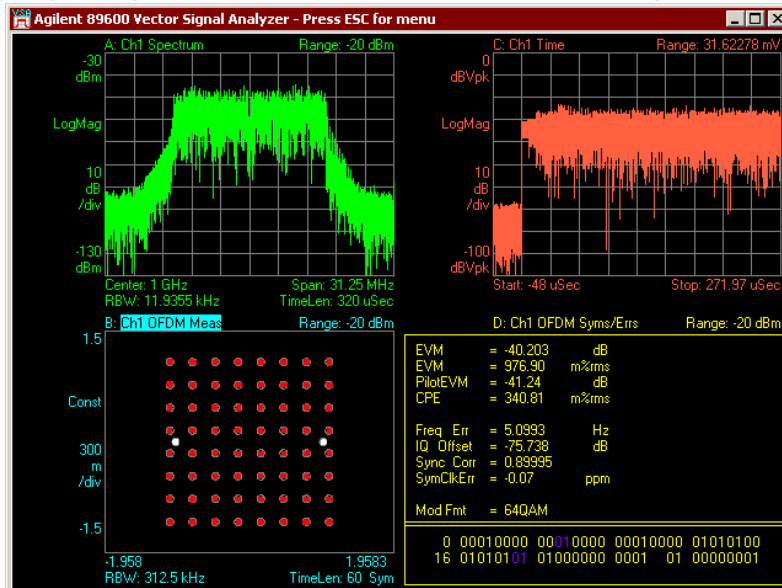 Agilent 89600 Vector Signal Analyzer - Press ESC for menu
A: Ch1 Spectrum Range: -20 dBm
-30
dBm
LogMag
10
dB
/div
-130
dBm
Center: 1 GHz Span: 31.25 MHz
RBW: 11.9355 kHz TimeLen: 320 uSec
C: Ch1 Time Range: 31.62278 mV
0
dBVpk
LogMag
10
dB
/div
-100
dBVpk
Start: -48 uSec Stop: 271.97 uSec
B: Ch1 OFDM Meas Range: -20 dBm
1.5
Const
300
m
/div
-1.5
-1.958 1.9583
RBW: 312.5 kHz TimeLen: 60 Sym
D: Ch1 OFDM Syms/Errs Range: -20 dBm
EVM = -40.203 dB
EVM = 976.90 m%rms
PilotEVM = -41.24 dB
CPE = 340.81 m%rms
Freq Err = 5.0993 Hz
IQ Offset = -75.738 dB
Sync Corr = 0.89995
SymClkErr = -0.07 ppm
Mod Fmt = 64QAM
0 00010000 00010000 00010000 01010100
16 01010101 01000000 0001 01 00000001